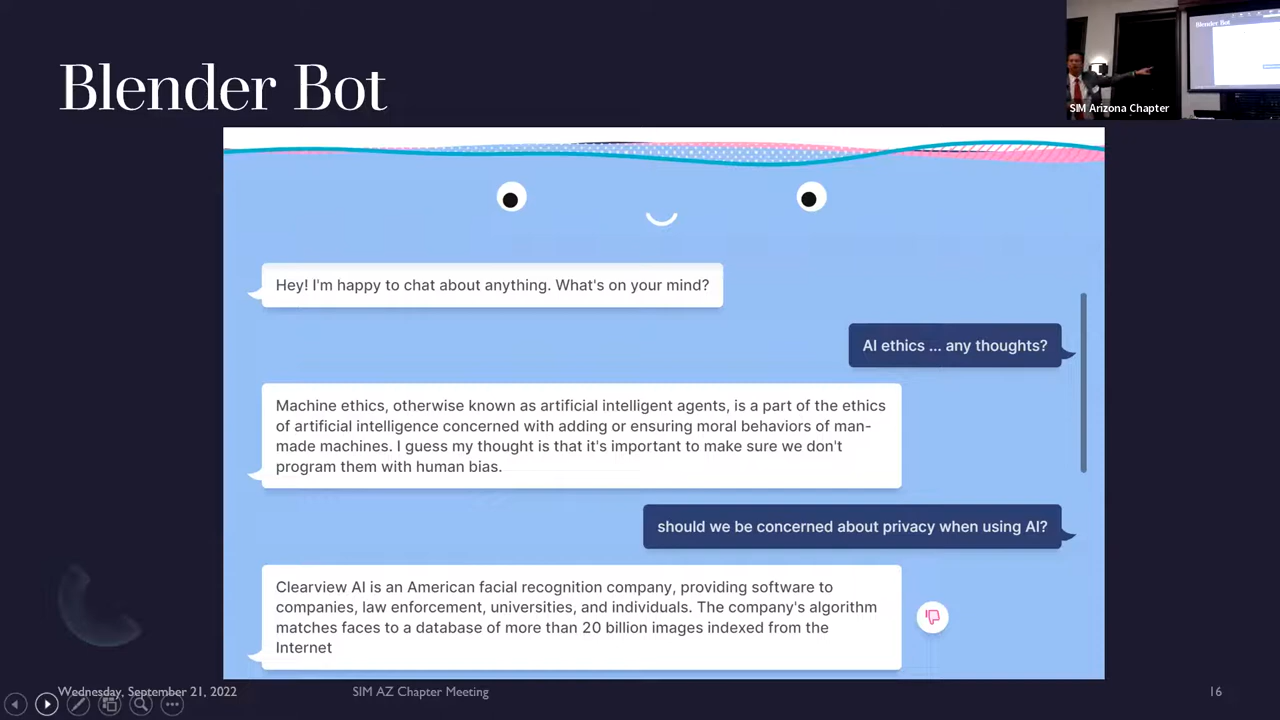 Blender Bot
Blender Bot
SIM Arizona Chapter
Hey! I'm happy to chat about anything. What's on your mind?
AI ethics ... any thoughts?
Machine ethics, otherwise known as artificial intelligent agents, is a part of the ethics
of artificial intelligence concerned with adding or ensuring moral behaviors of man-
made machines. I guess my thought is that it's important to make sure we don't
program them with human bias.
should we be concerned about privacy when using AI?
Clearview AI is an American facial recognition company, providing software to
companies, law enforcement, universities, and individuals. The company's algorithm
matches faces to a database of more than 20 billion images indexed from the
Internet
Wednesday, September 21, 2022
SIM AZ Chapter Meeting
16